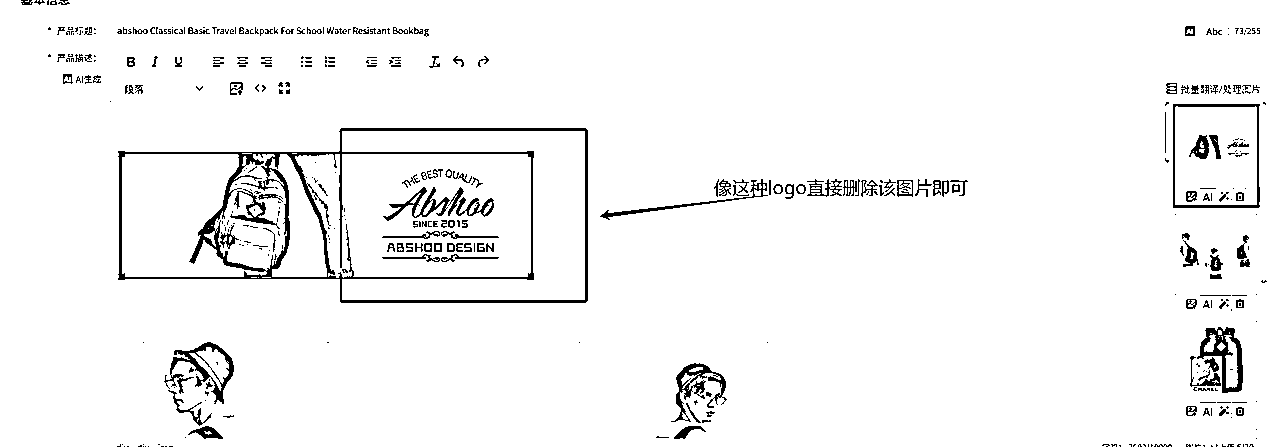 基本信息
* 产品标题: abshoo Classical Basic Travel Backpack For School Water Resistant Bookbag
Abc : 73/255
* 产品描述:
B I U
AI生成
段落
批量翻译/处理图片
THE BEST QUALITY
Abshoo
SINCE 2015
ABSHOO DESIGN
像这种logo直接删除该图片即可
AI
AI
CHANEL
AI